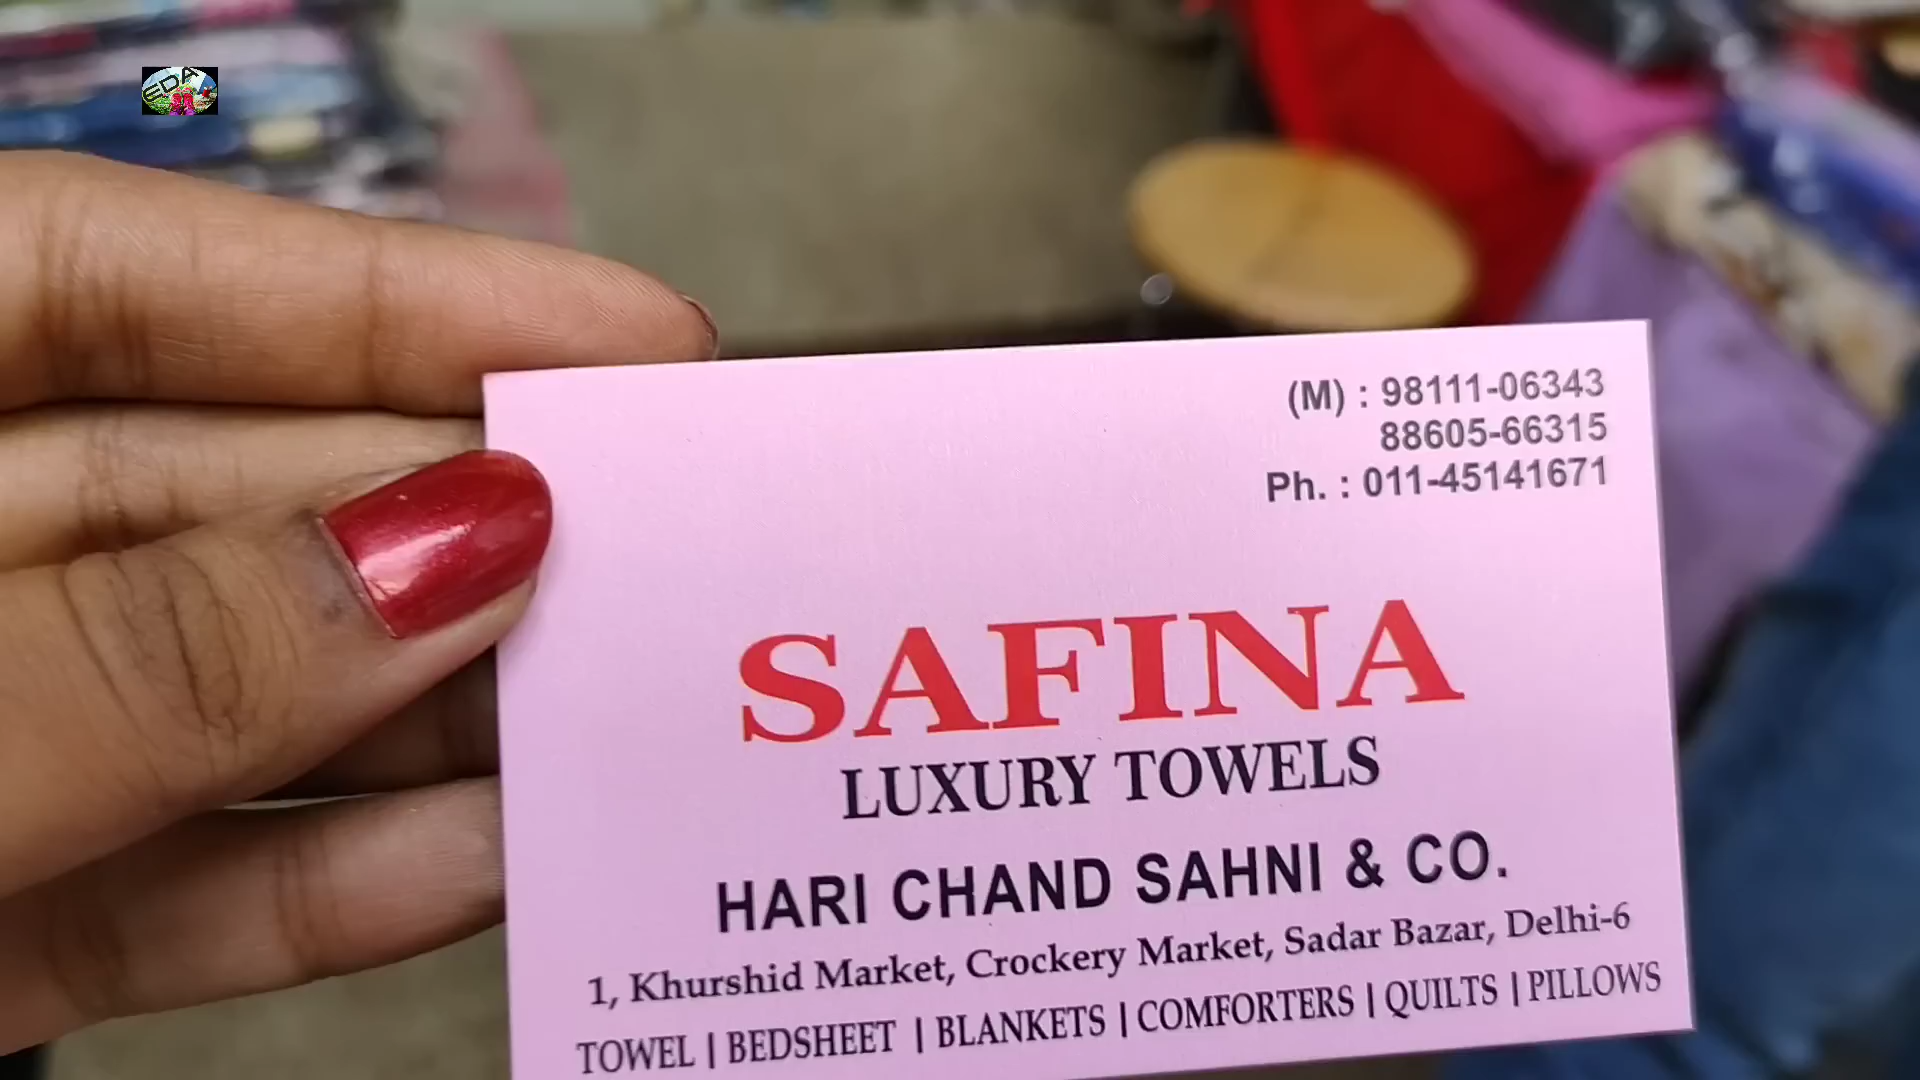 EDA
(M) : 98111-06343
88605-66315
Ph. : 011-45141671
SAFINA
LUXURY TOWELS
HARI CHAND SAHNI & CO.
1, Khurshid Market, Crockery Market, Sadar Bazar, Delhi-6
TOWEL | BEDSHEET | BLANKETS | COMFORTERS | QUILTS | PILLOWS